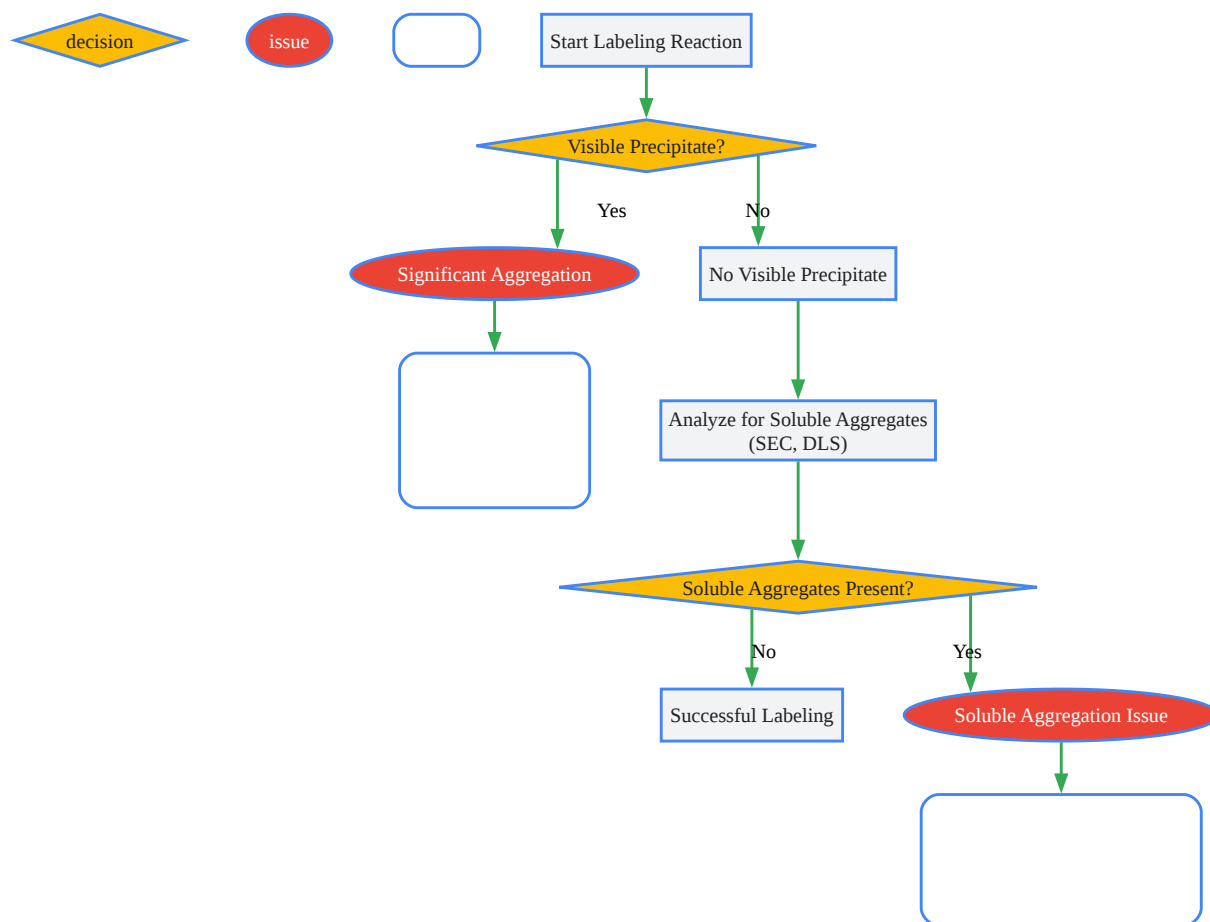 decision
issue
Start Labeling Reaction
Visible Precipitate?
Yes
No
Significant Aggregation
No Visible Precipitate
Analyze for Soluble Aggregates
(SEC, DLS)
Soluble Aggregates Present?
No
Yes
Successful Labeling
Soluble Aggregation Issue